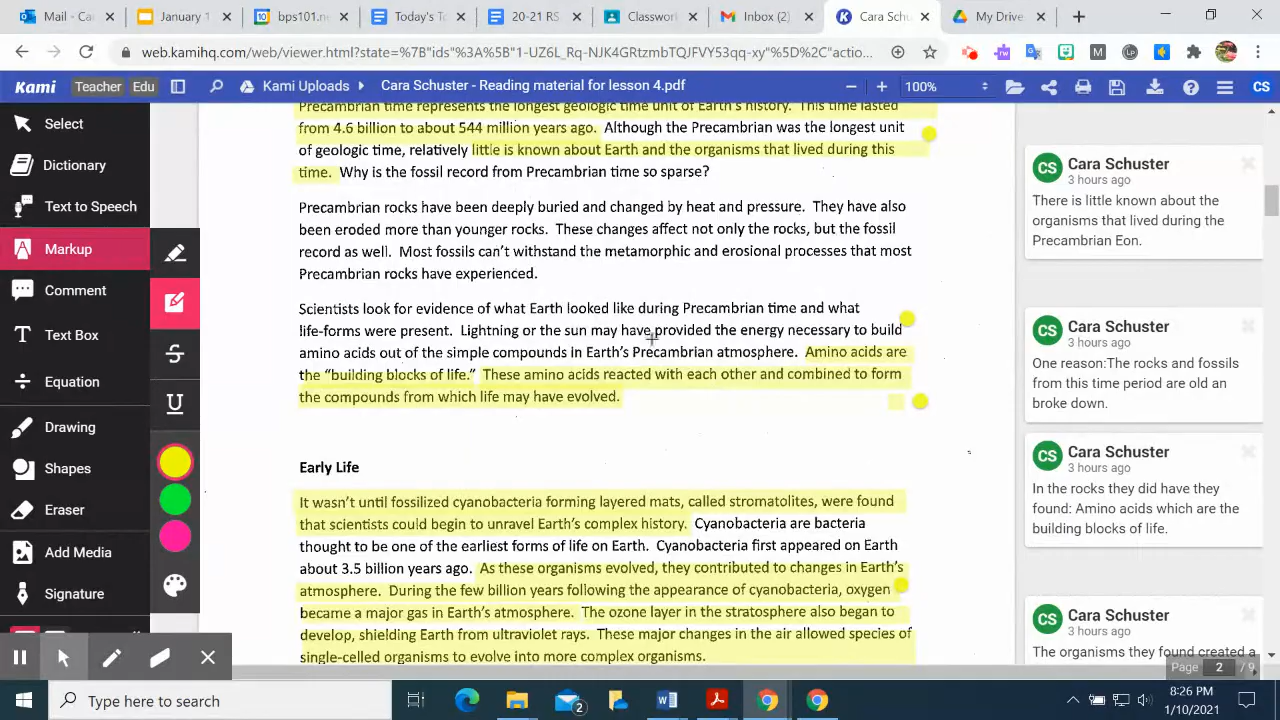 Calendar
January 1
bps101.ne
Today's To
20-21 RS
Classwork
Inbox (2)
Cara Schu
My Drive
web.kamihq.com/web/viewer.html?state=%7B"ids"%3A%5B"1-UZ6L_Rq-NJK4GRtzmbTQJFVY53qq-xy"%5D%2C"actio...
Kami
Teacher
Edu
Kami Uploads
Cara Schuster - Reading material for lesson 4.pdf
100%
CS
Select
Dictionary
Text to Speech
Markup
Comment
Text Box
Equation
Drawing
Shapes
Eraser
Add Media
Signature
Precambrian time represents the longest geologic time unit of Earth's history. This time lasted
from 4.6 billion to about 544 million years ago. Although the Precambrian was the longest unit
of geologic time, relatively little is known about Earth and the organisms that lived during this
time. Why is the fossil record from Precambrian time so sparse?
Precambrian rocks have been deeply buried and changed by heat and pressure. They have also
been eroded more than younger rocks. These changes affect not only the rocks, but the fossil
record as well. Most fossils can't withstand the metamorphic and erosional processes that most
Precambrian rocks have experienced.
Scientists look for evidence of what Earth looked like during Precambrian time and what
life-forms were present. Lightning or the sun may have provided the energy necessary to build
amino acids out of the simple compounds in Earth's Precambrian atmosphere. Amino acids are
the "building blocks of life." These amino acids reacted with each other and combined to form
the compounds from which life may have evolved.
Early Life
It wasn't until fossilized cyanobacteria forming layered mats, called stromatolites, were found
that scientists could begin to unravel Earth's complex history. Cyanobacteria are bacteria
thought to be one of the earliest forms of life on Earth. Cyanobacteria first appeared on Earth
about 3.5 billion years ago. As these organisms evolved, they contributed to changes in Earth's
atmosphere. During the few billion years following the appearance of cyanobacteria, oxygen
became a major gas in Earth's atmosphere. The ozone layer in the stratosphere also began to
develop, shielding Earth from ultraviolet rays. These major changes in the air allowed species of
single-celled organisms to evolve into more complex organisms.
CS
Cara Schuster
3 hours ago
There is little known about the
organisms that lived during the
Precambrian Eon.
CS
Cara Schuster
3 hours ago
One reason:The rocks and fossils
from this time period are old an
broke down.
CS
Cara Schuster
3 hours ago
In the rocks they did have they
found: Amino acids which are the
building blocks of life.
CS
Cara Schuster
3 hours ago
The organisms they found created a
Page 2 / 9
Type here to search
2
8:26 PM
1/10/2021